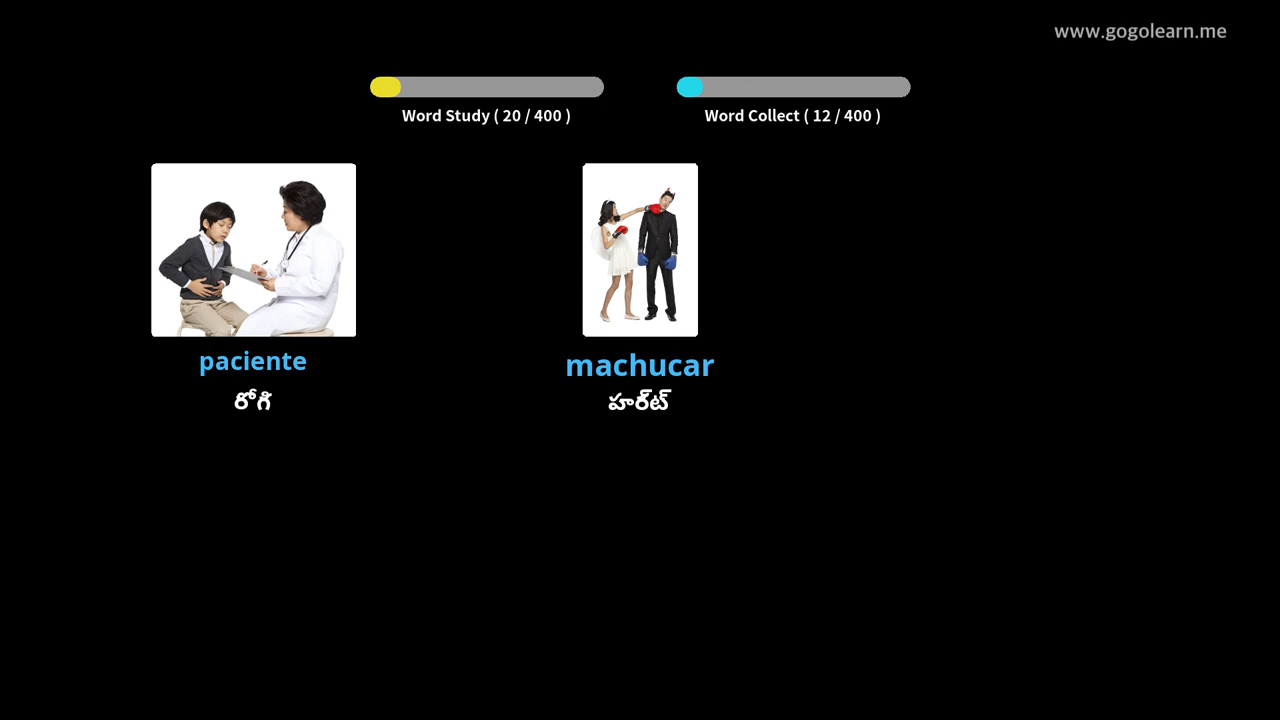 www.gogolearn.me
Word Study ( 20 / 400 )
Word Collect ( 12 / 400 )
paciente
రోగి
machucar
హర్ట్